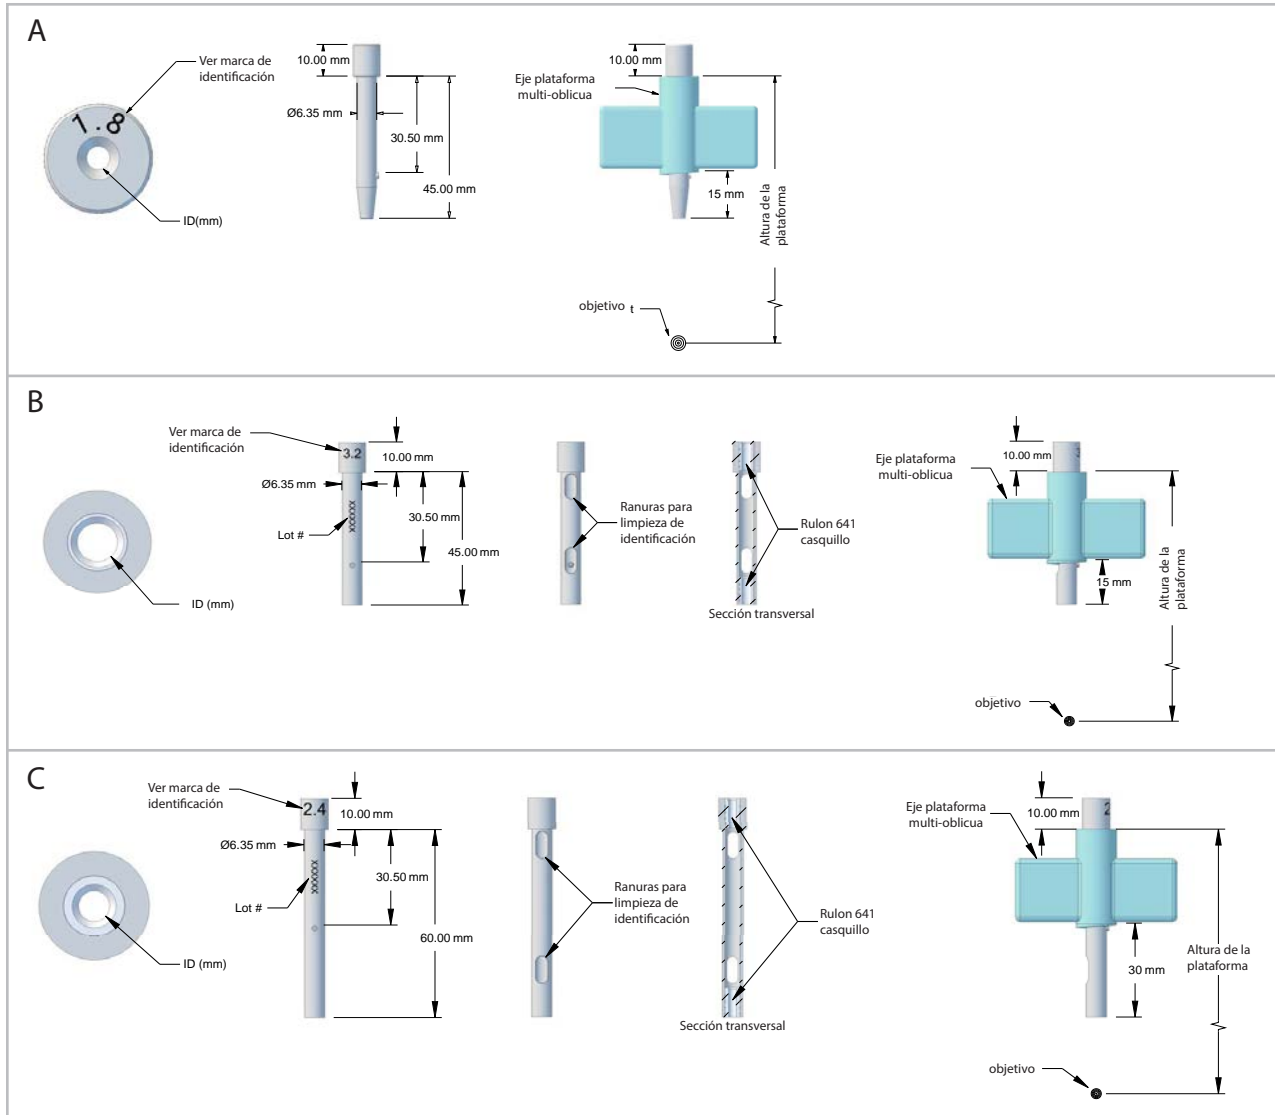 A
Ver marca de
identificación
1.8
ID(mm)
10.00 mm
Ø6.35 mm
30.50 mm
45.00 mm
10.00 mm
Eje plataforma
multi-oblicua
15 mm
Altura de la
plataforma
objetivo t
B
Ver marca de
identificación
3.2
10.00 mm
Ø6.35 mm
Lot #
xxxxxx
30.50 mm
45.00 mm
ID (mm)
Ranuras para
limpieza de
identificación
Rulon 641
casquillo
Sección transversal
10.00 mm
3
Eje plataforma
multi-oblicua
15 mm
Altura de la
plataforma
objetivo
C
Ver marca de
identificación
2.4
10.00 mm
Ø6.35 mm
Lot #
xxxxxx
30.50 mm
60.00 mm
ID (mm)
Ranuras para
limpieza de
identificación
Rulon 641
casquillo
Sección transversal
10.00 mm
2
Eje plataforma
multi-oblicua
30 mm
Altura de la
plataforma
objetivo